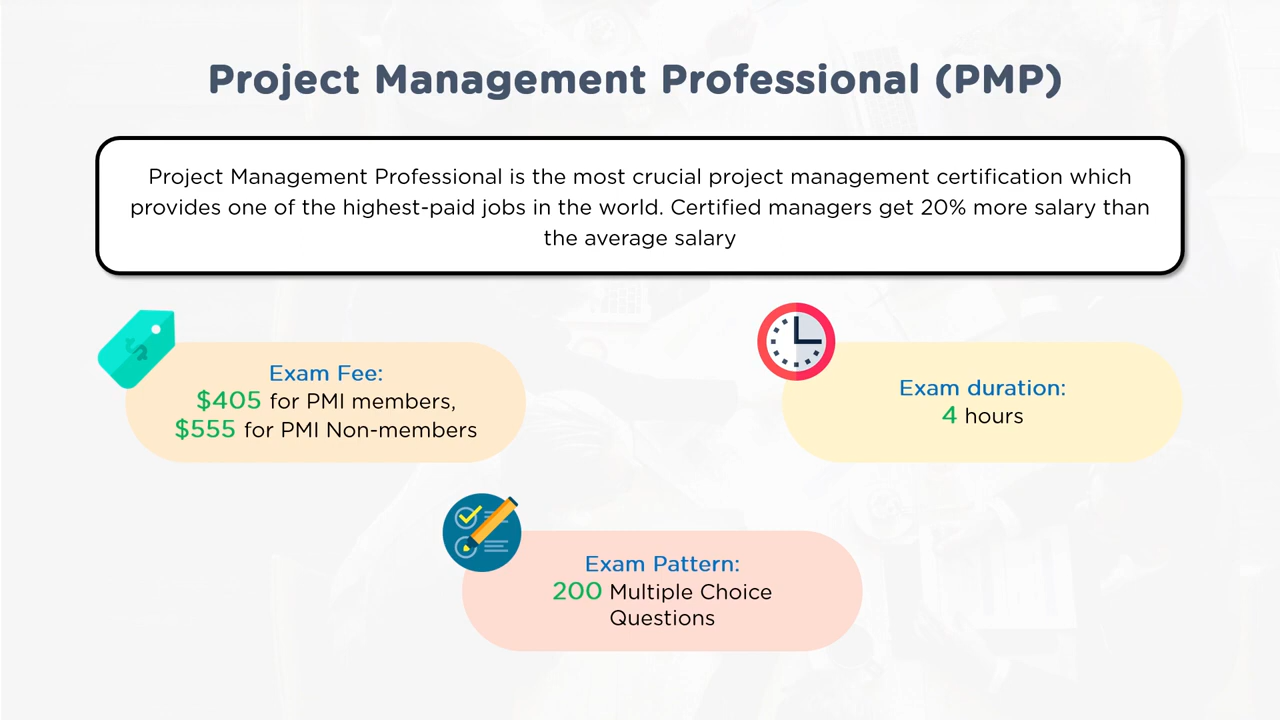 Project Management Professional (PMP)
Project Management Professional is the most crucial project management certification which
provides one of the highest-paid jobs in the world. Certified managers get 20% more salary than
the average salary
Exam Fee:
$405 for PMI members,
$555 for PMI Non-members
Exam duration:
4 hours
Exam Pattern:
200 Multiple Choice
Questions